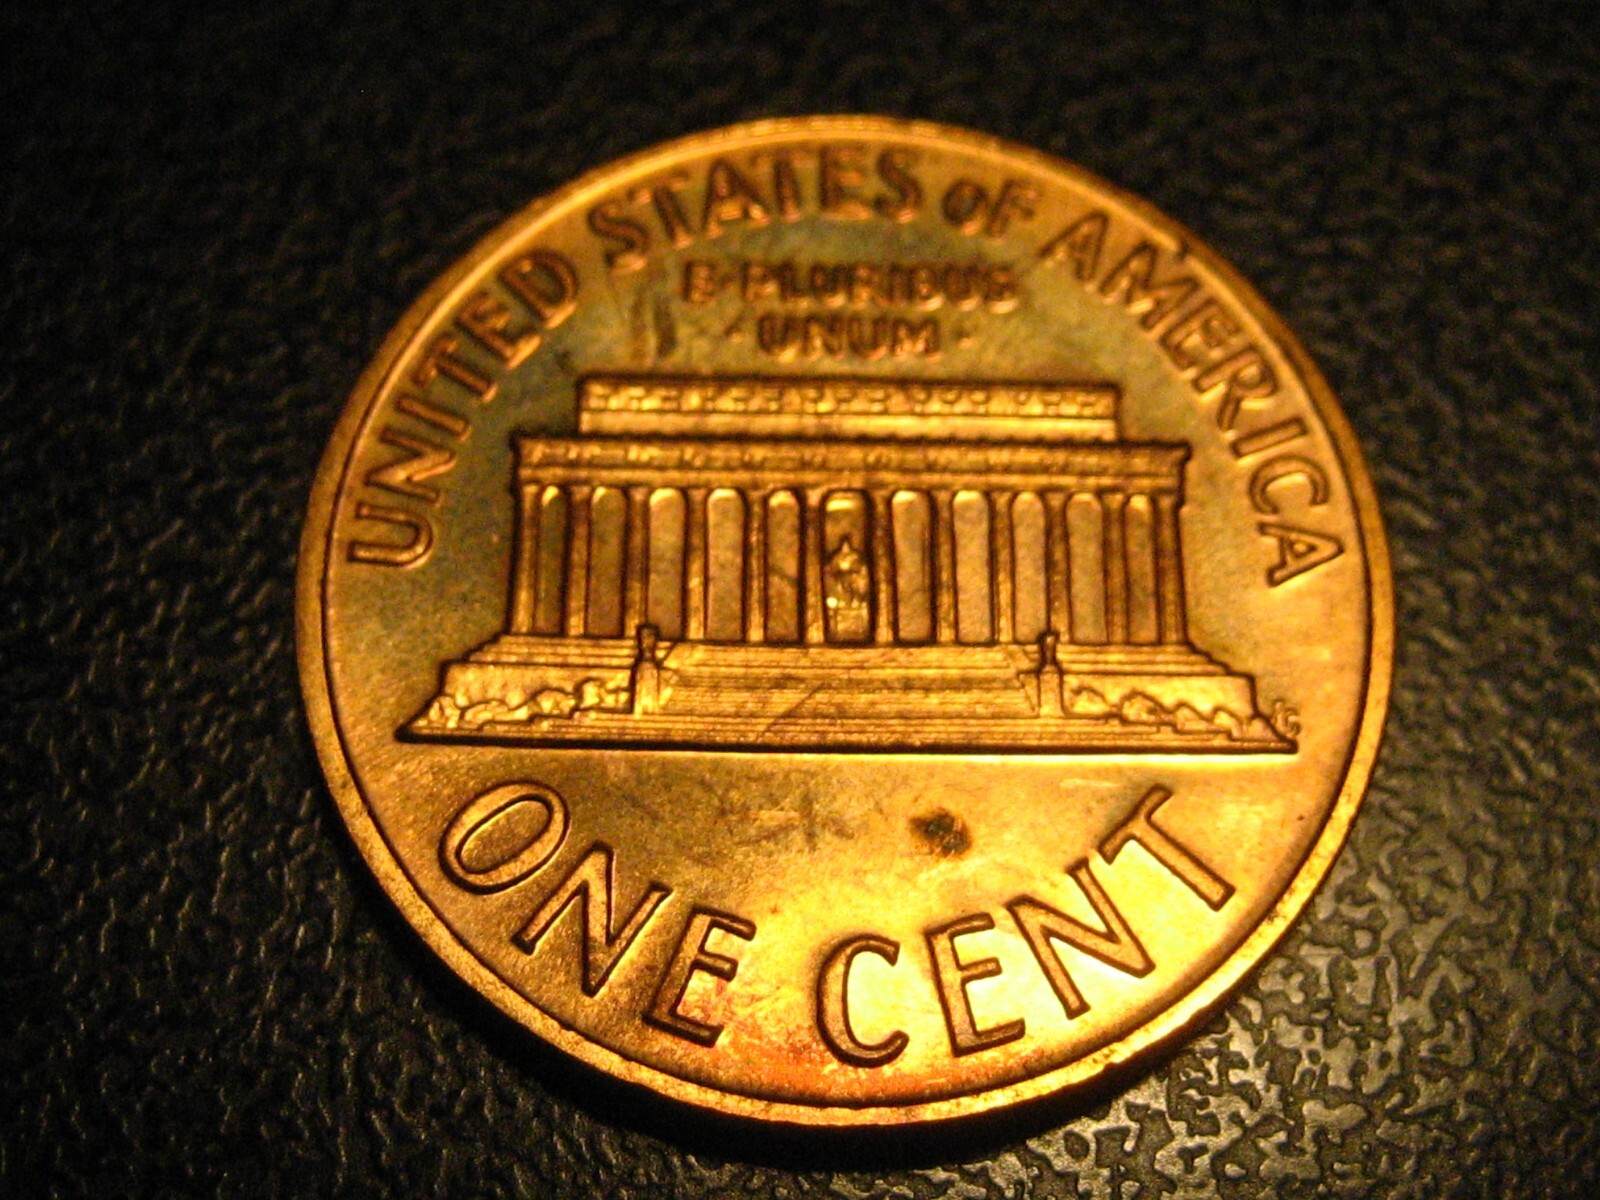 UNITED STATES OF AMERICA
E·PLURIBUS
·UNUM·
ONE CENT